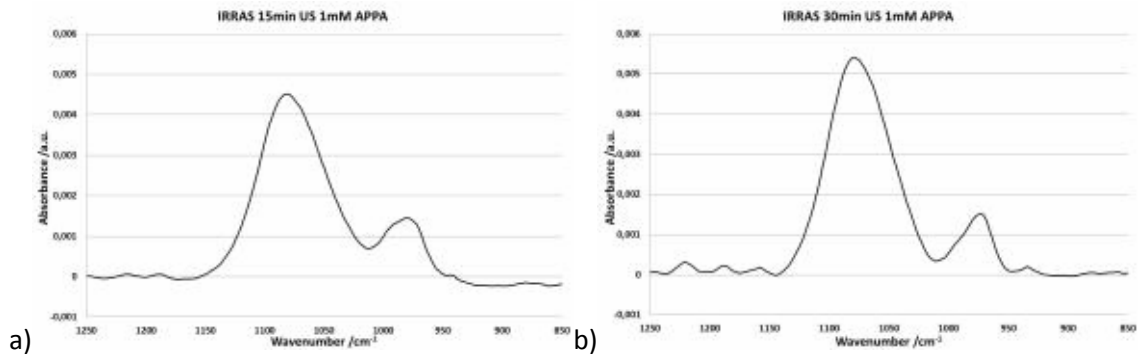 IRRAS 15min US 1mM APPA
0,006
0,005
0,004
0,003
0,002
0,001
0
-0,001
Absorbance /a.u.
1250 1200 1150 1100 1050 1000 950 900 850
Wavenumber /cm-1
a)
IRRAS 30min US 1mM APPA
0,006
0,005
0,004
0,003
0,002
0,001
0
-0,001
Absorbance /a.u.
1250 1200 1150 1100 1050 1000 950 900 850
Wavenumber /cm-1
b)